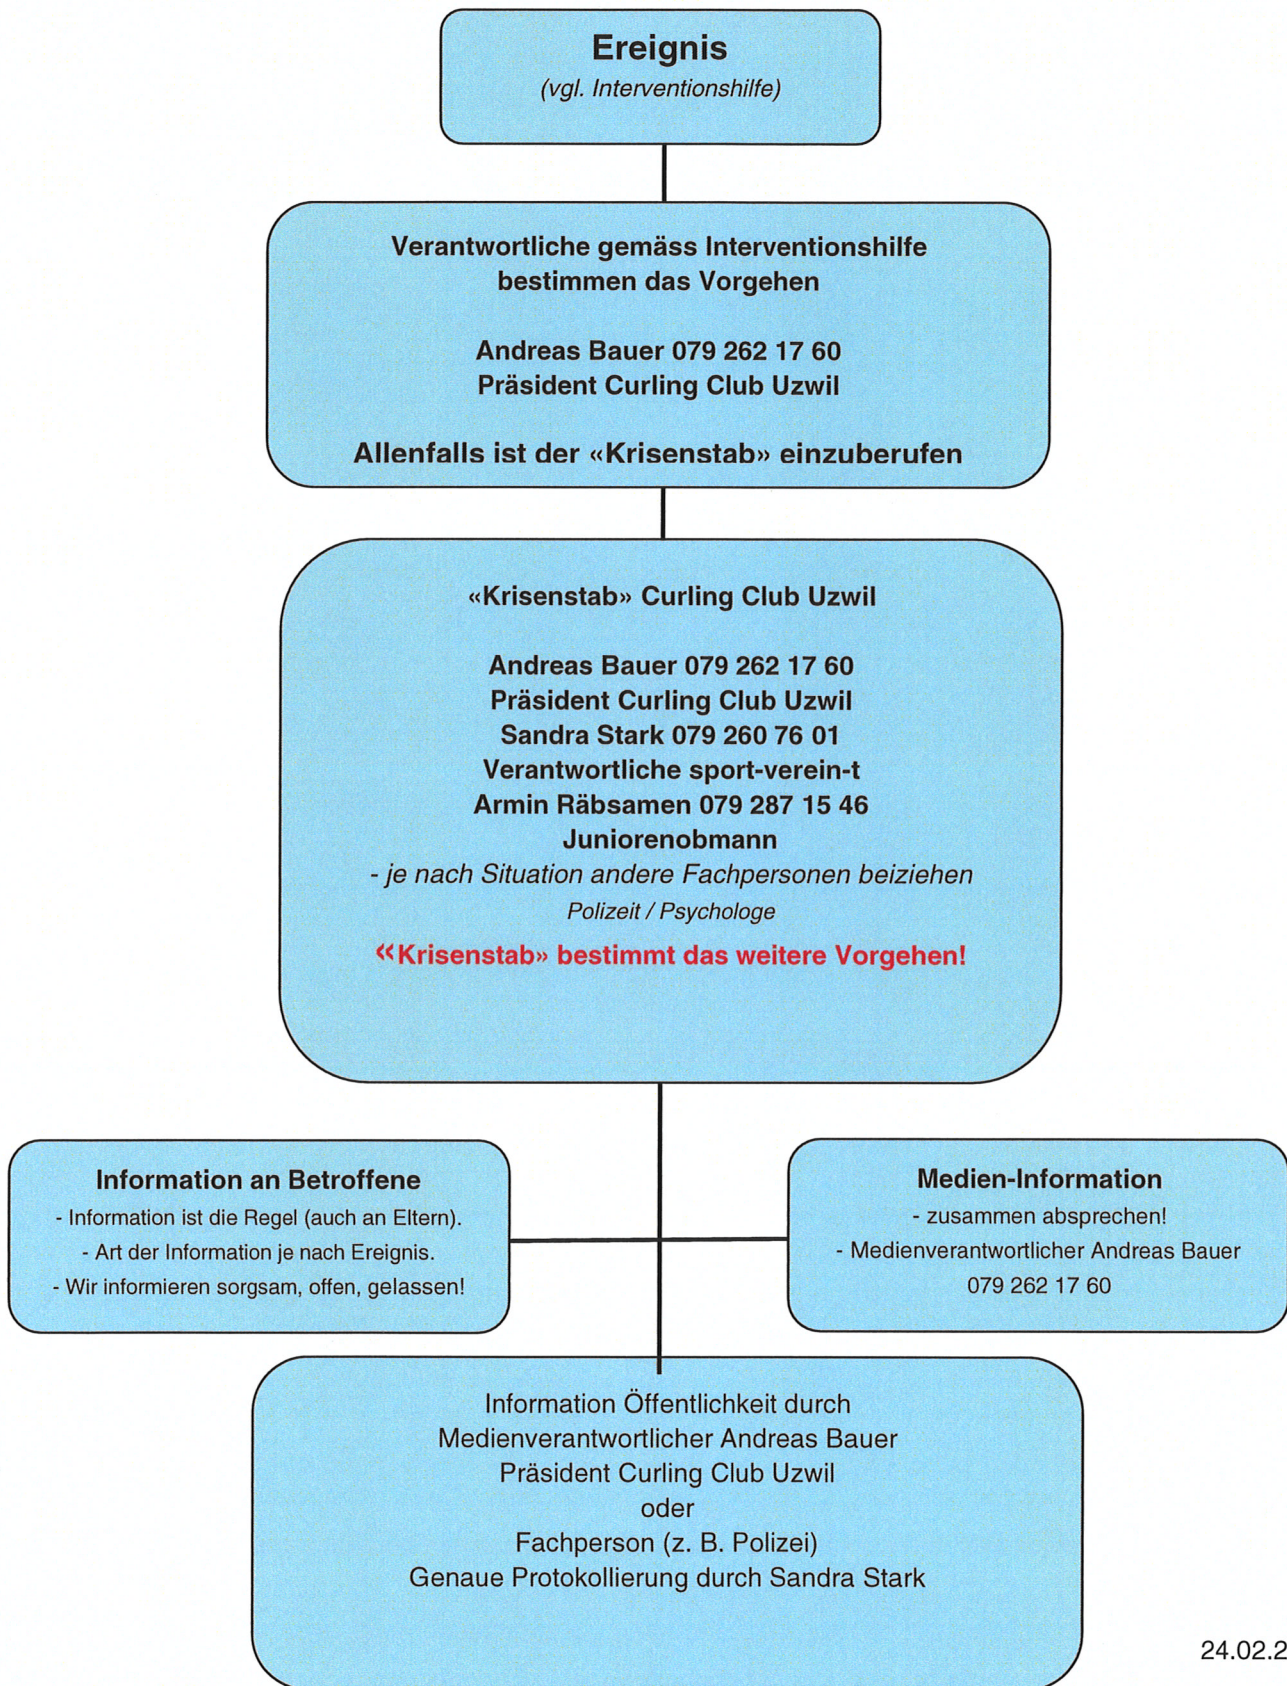 Ereignis
(vgl. Interventionshilfe)
Verantwortliche gemäss Interventionshilfe
bestimmen das Vorgehen
Andreas Bauer 079 262 17 60
Präsident Curling Club Uzwil
Allenfalls ist der «Krisenstab» einzuberufen
«Krisenstab» Curling Club Uzwil
Andreas Bauer 079 262 17 60
Präsident Curling Club Uzwil
Sandra Stark 079 260 76 01
Verantwortliche sport-verein-t
Armin Räbsamen 079 287 15 46
Juniorenobmann
- je nach Situation andere Fachpersonen beiziehen
Polizeit / Psychologe
«Krisenstab» bestimmt das weitere Vorgehen!
Information an Betroffene
- Information ist die Regel (auch an Eltern).
- Art der Information je nach Ereignis.
- Wir informieren sorgsam, offen, gelassen!
Medien-Information
- zusammen absprechen!
- Medienverantwortlicher Andreas Bauer
079 262 17 60
Information Öffentlichkeit durch
Medienverantwortlicher Andreas Bauer
Präsident Curling Club Uzwil
oder
Fachperson (z. B. Polizei)
Genaue Protokollierung durch Sandra Stark
24.02.2